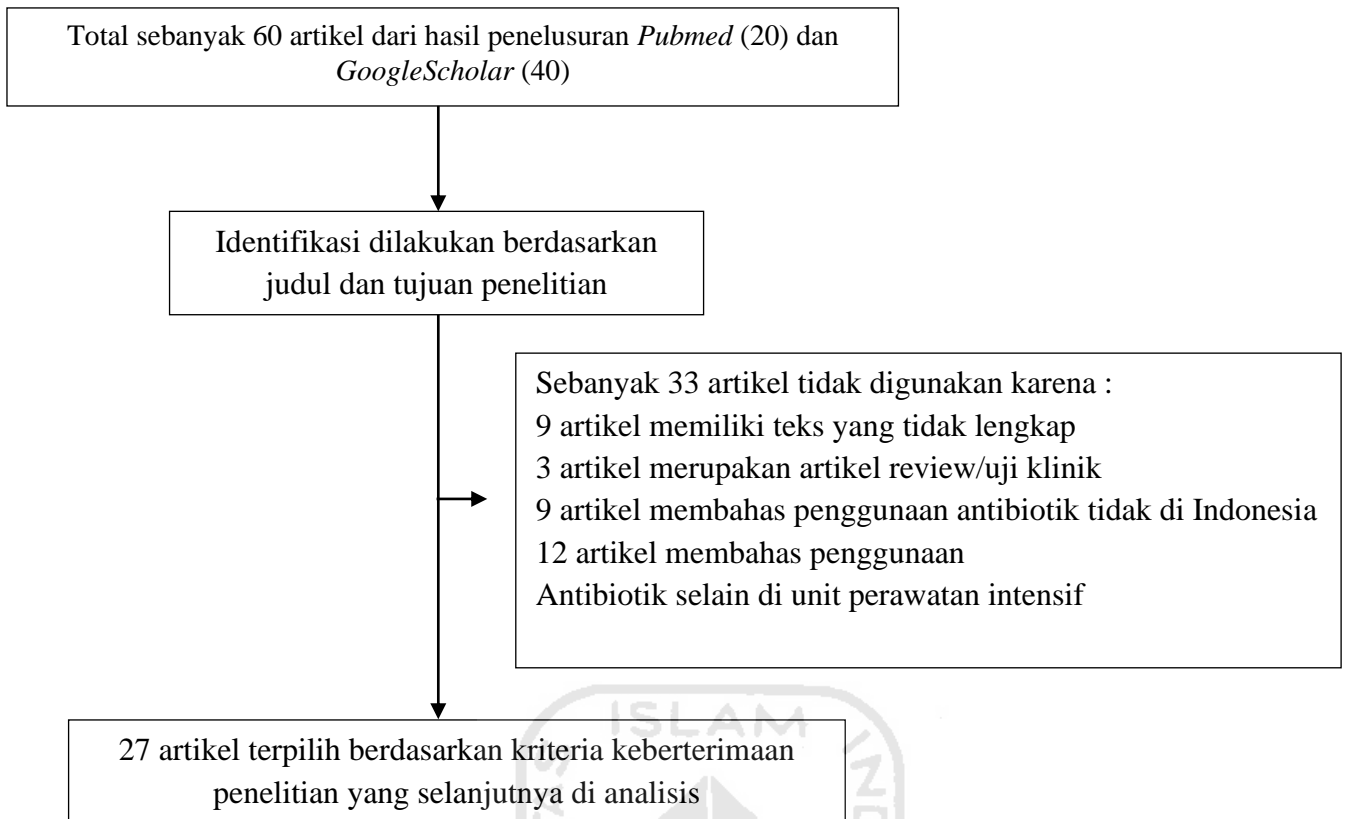 Total sebanyak 60 artikel dari hasil penelusuran Pubmed (20) dan
GoogleScholar (40)
Identifikasi dilakukan berdasarkan
judul dan tujuan penelitian
Sebanyak 33 artikel tidak digunakan karena :
9 artikel memiliki teks yang tidak lengkap
3 artikel merupakan artikel review/uji klinik
9 artikel membahas penggunaan antibiotik tidak di Indonesia
12 artikel membahas penggunaan
Antibiotik selain di unit perawatan intensif
ISLAM
27 artikel terpilih berdasarkan kriteria keberterimaan
penelitian yang selanjutnya di analisis